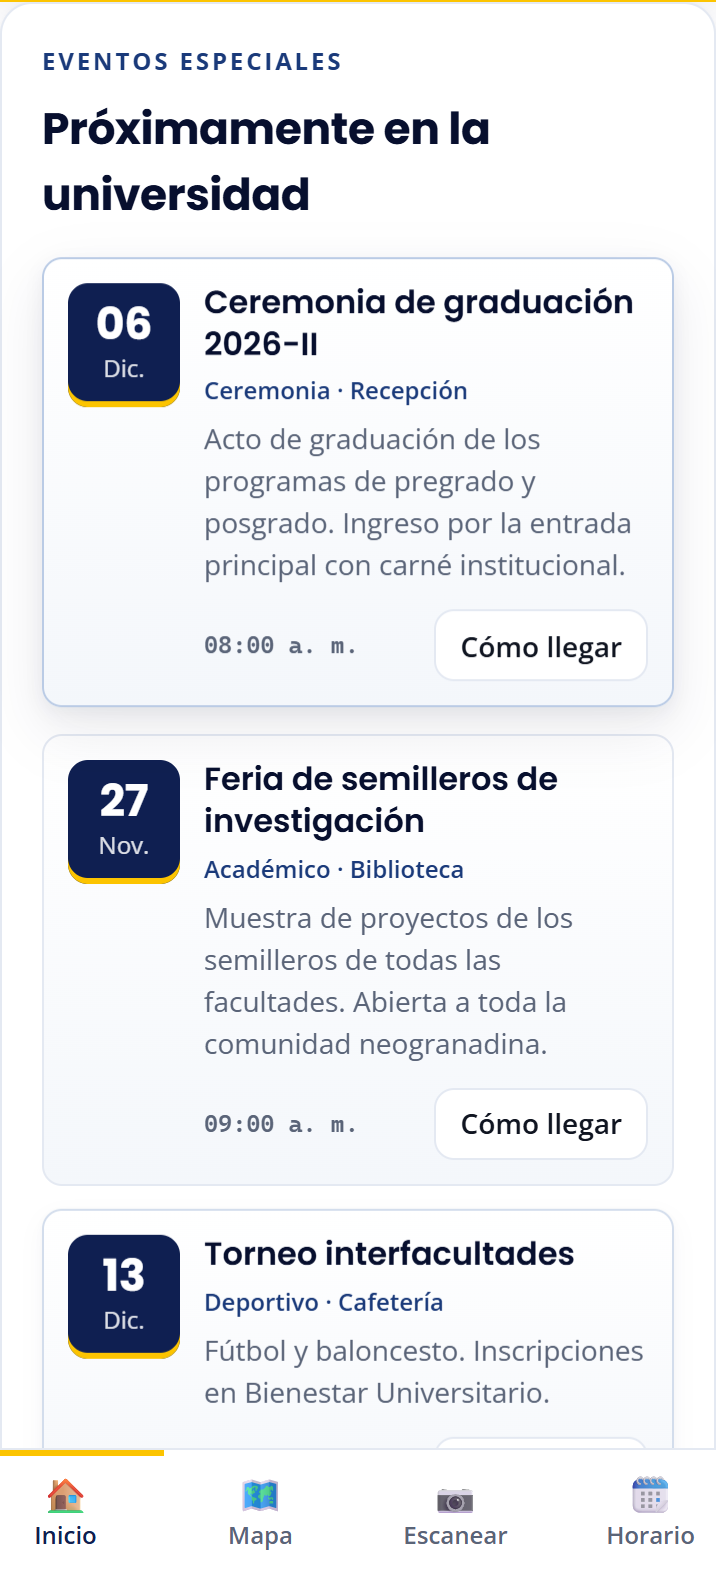 EVENTOS ESPECIALES
Próximamente en la
universidad
06
Dic.
Ceremonia de graduación
2026-II
Ceremonia · Recepción
Acto de graduación de los
programas de pregrado y
posgrado. Ingreso por la entrada
principal con carné institucional.
08:00 a. m.
Cómo llegar
27
Nov.
Feria de semilleros de
investigación
Académico · Biblioteca
Muestra de proyectos de los
semilleros de todas las
facultades. Abierta a toda la
comunidad neogranadina.
09:00 a. m.
Cómo llegar
13
Dic.
Torneo interfacultades
Deportivo · Cafetería
Fútbol y baloncesto. Inscripciones
en Bienestar Universitario.
Inicio
Mapa
Escanear
Horario